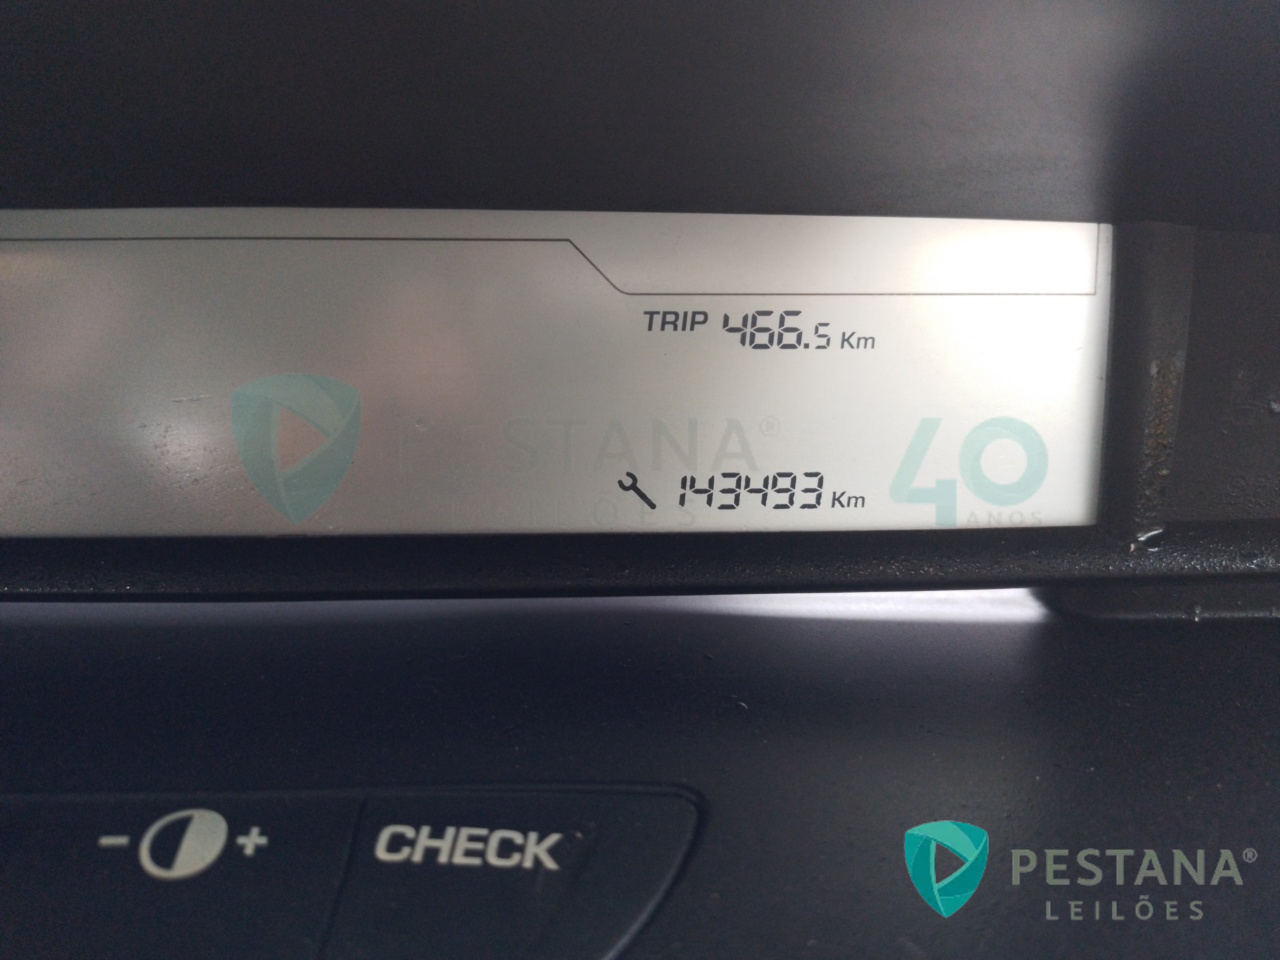 TRIP 466.5 Km
PESTANA®
LEILÕES
40
ANOS
143493 Km
- +
CHECK
PESTANA®
LEILÕES